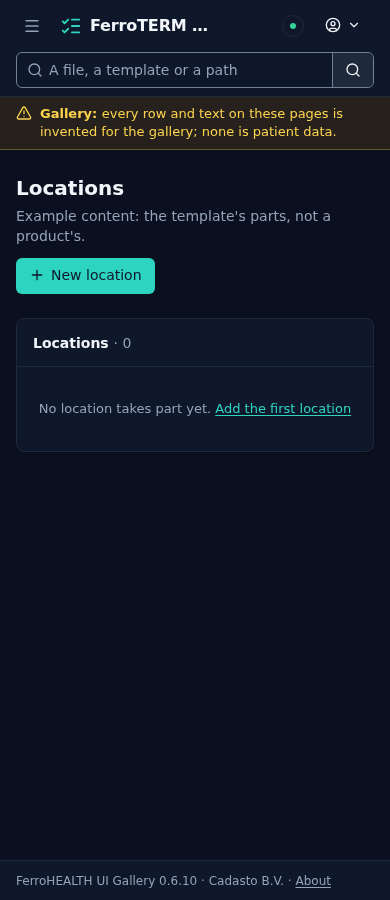 FerroTERM ...
A file, a template or a path
Gallery: every row and text on these pages is
invented for the gallery; none is patient data.
Locations
Example content: the template's parts, not a
product's.
New location
Locations · 0
No location takes part yet. Add the first location
FerroHEALTH UI Gallery 0.6.10 · Cadasto B.V. · About